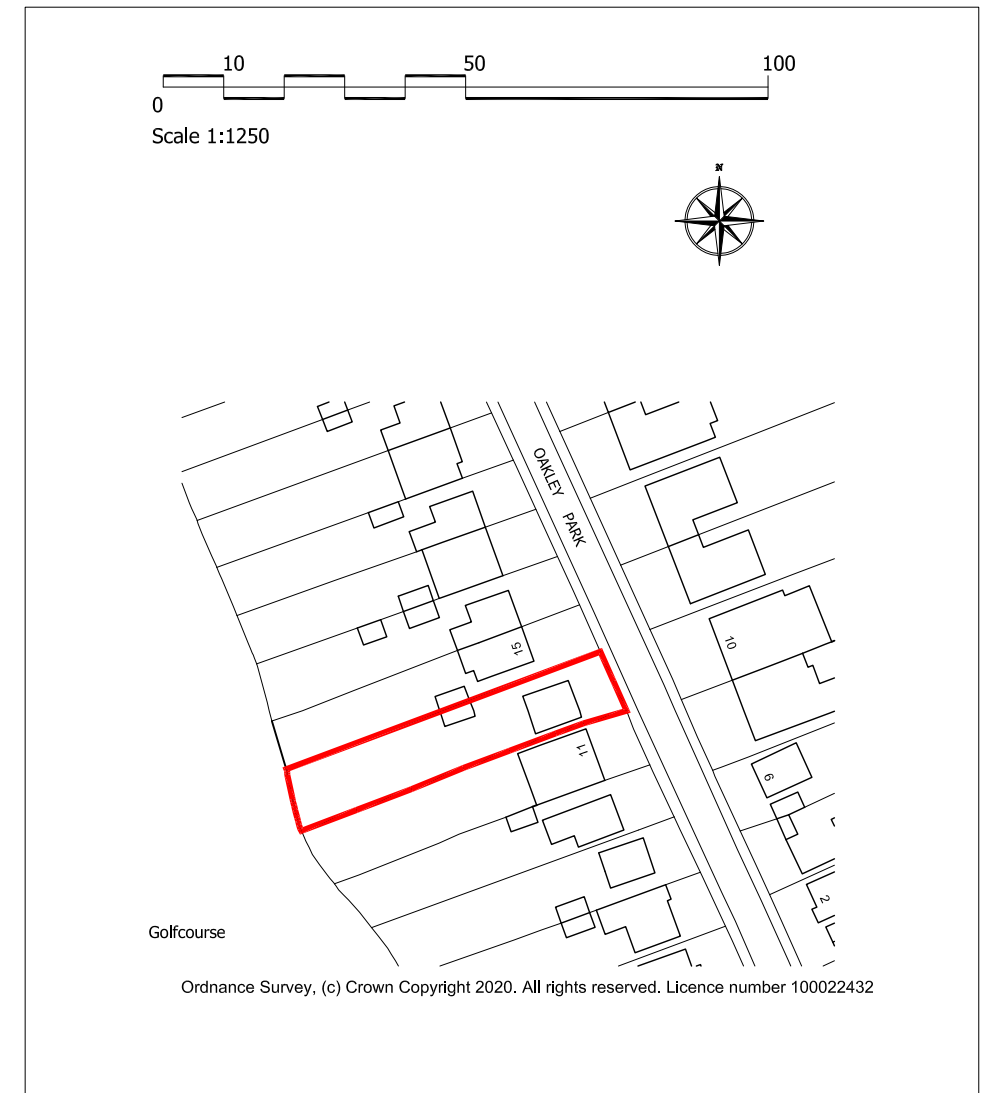 10 50 100
0
Scale 1:1250
N
OAKLEY PARK
15
10
11
9
2
Golfcourse
Ordnance Survey, (c) Crown Copyright 2020. All rights reserved. Licence number 100022432